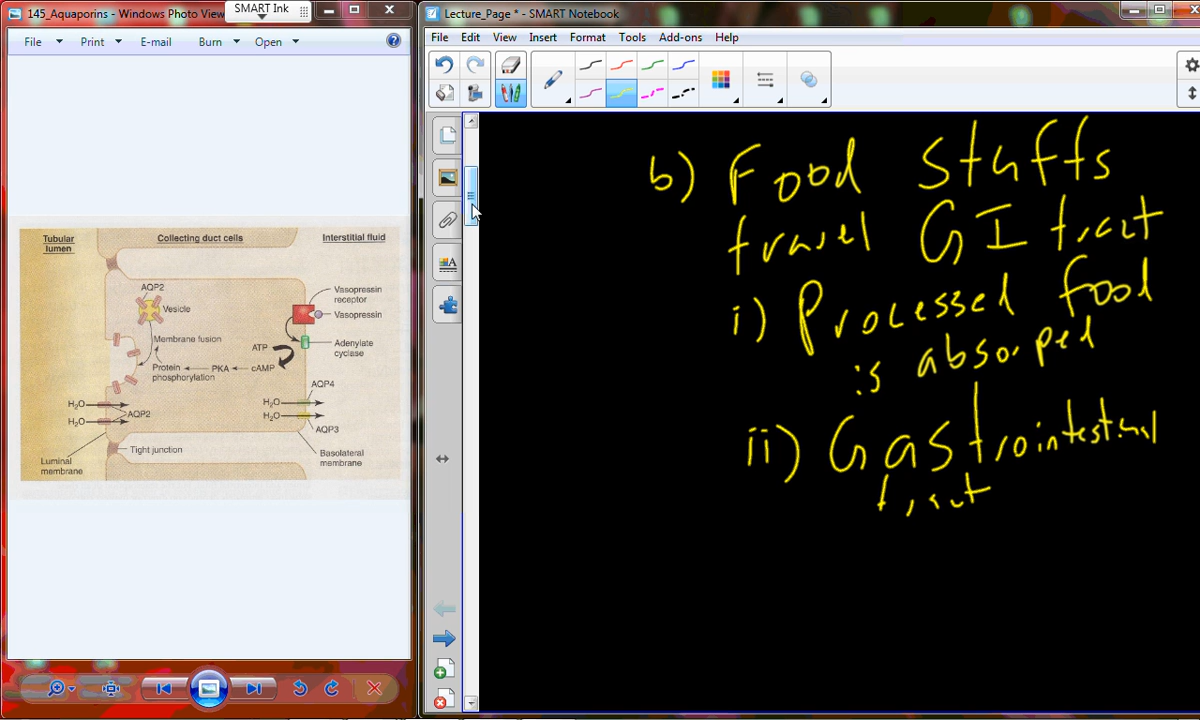 145_Aquaporins - Windows Photo View
SMART Ink
File Print E-mail Burn Open
Tubular lumen
Collecting duct cells
Interstitial fluid
AQP2
Vesicle
Vasopressin receptor
Vasopressin
Membrane fusion
ATP
Adenylate cyclase
Protein phosphorylation
PKA
cAMP
AQP4
H₂O
H₂O
AQP2
H₂O
H₂O
AQP3
Tight junction
Luminal membrane
Basolateral membrane
Lecture_Page * - SMART Notebook
File Edit View Insert Format Tools Add-ons Help
b) Food Stuffs
travel GI tract
i) Processed food
is absorped
ii) Gastrointestinal
tract